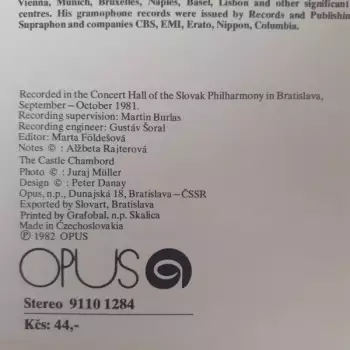 Vienna, Munich, Bruxelles, Naples, Basel, Lisbon and other significant
centres. His gramophone records were issued by Records and Publishin
Supraphon and companies CBS, EMI, Erato, Nippon, Columbia.
Recorded in the Concert Hall of the Slovak Philharmony in Bratislava,
September—October 1981.
Recording supervision: Martin Burlas
Recording engineer: Gustáv Šoral
Editor: Marta Földešová
Notes © : Alžbeta Rajterová
The Castle Chambord
Photo © : Juraj Müller
Design © : Peter Danay
Opus, n.p., Dunajská 18, Bratislava—ČSSR
Exported by Slovart, Bratislava
Printed by Grafobal, n.p. Skalica
Made in Czechoslovakia
℗ 1982 OPUS
OPUS
Stereo 9110 1284
Kčs: 44,-